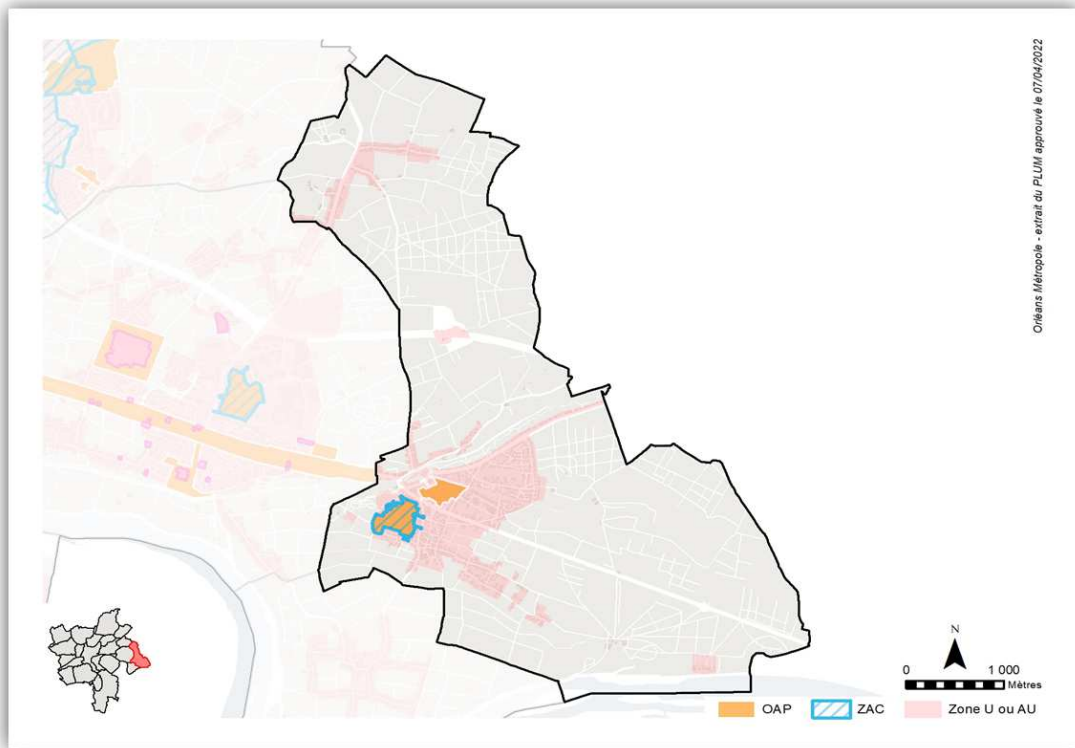 Orléans Métropole - extrait du PLUM approuvé le 07/04/2022
N
0 1 000
Mètres
OAP ZAC Zone U ou AU